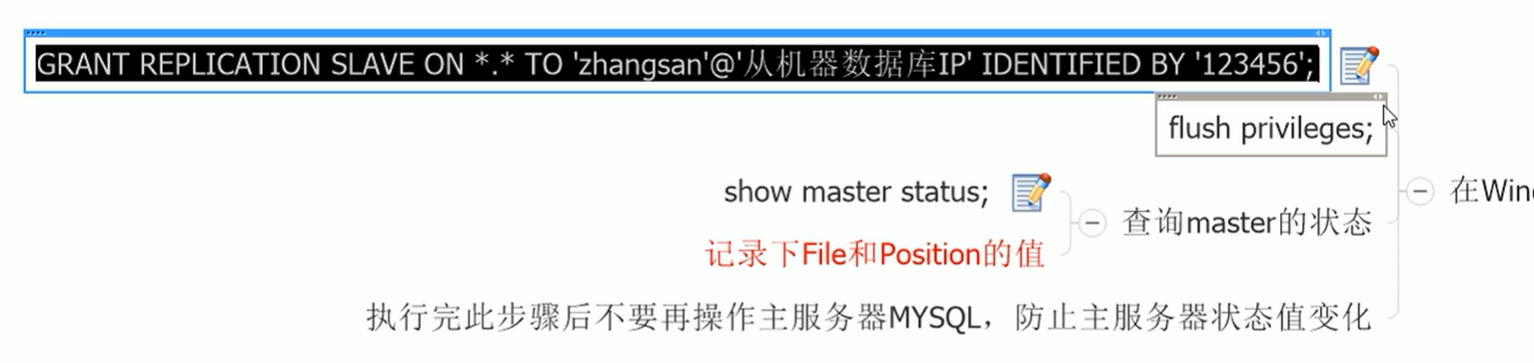 GRANT REPLICATION SLAVE ON *.* TO 'zhangsan'@'从机器数据库IP' IDENTIFIED BY '123456';
flush privileges;
show master status;
在Win
查询master的状态
记录下File和Position的值
执行完此步骤后不要再操作主服务器MYSQL，防止主服务器状态值变化